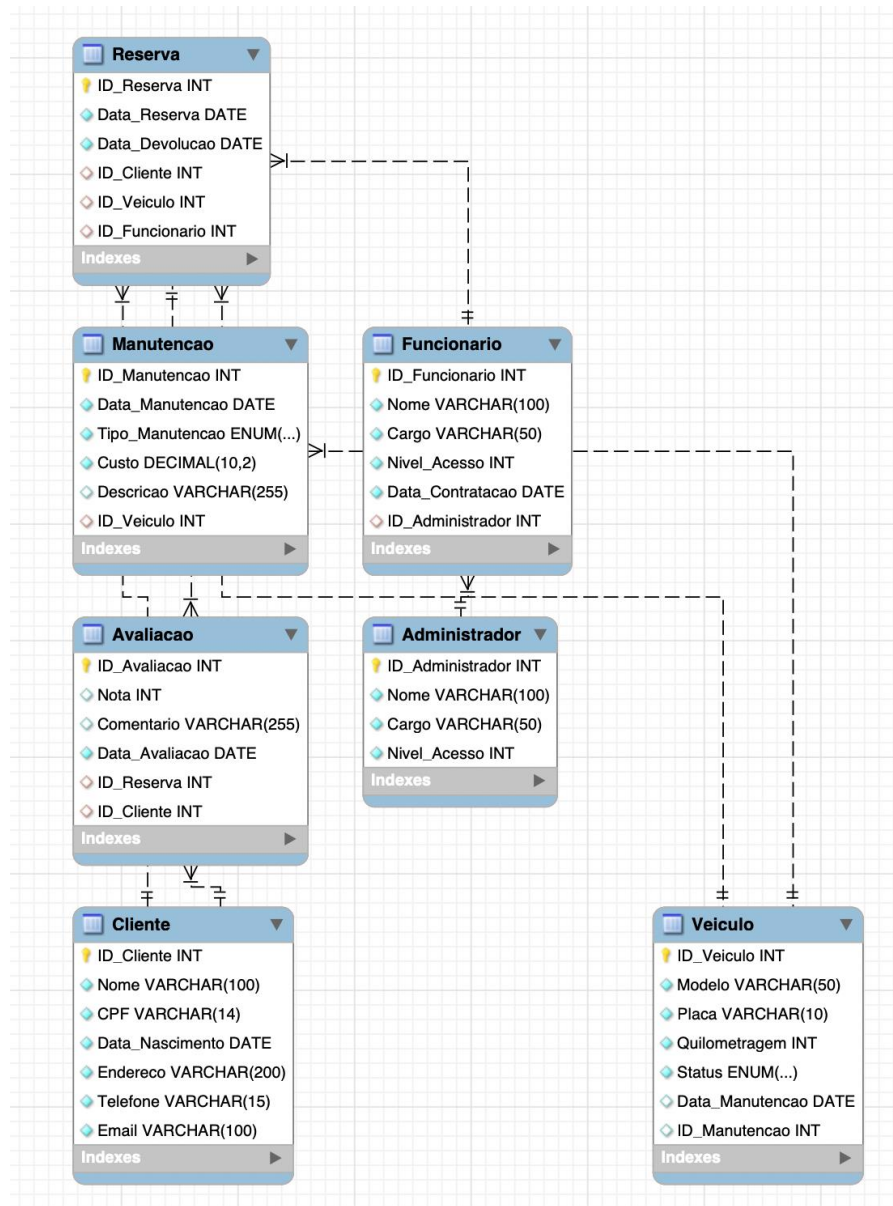 Reserva
ID_Reserva INT
Data_Reserva DATE
Data_Devolucao DATE
ID_Cliente INT
ID_Veiculo INT
ID_Funcionario INT
Indexes
Manutencao
ID_Manutencao INT
Data_Manutencao DATE
Tipo_Manutencao ENUM(...)
Custo DECIMAL(10,2)
Descricao VARCHAR(255)
ID_Veiculo INT
Indexes
Funcionario
ID_Funcionario INT
Nome VARCHAR(100)
Cargo VARCHAR(50)
Nivel_Acesso INT
Data_Contratacao DATE
ID_Administrador INT
Indexes
Avaliacao
ID_Avaliacao INT
Nota INT
Comentario VARCHAR(255)
Data_Avaliacao DATE
ID_Reserva INT
ID_Cliente INT
Indexes
Administrador
ID_Administrador INT
Nome VARCHAR(100)
Cargo VARCHAR(50)
Nivel_Acesso INT
Indexes
Cliente
ID_Cliente INT
Nome VARCHAR(100)
CPF VARCHAR(14)
Data_Nascimento DATE
Endereco VARCHAR(200)
Telefone VARCHAR(15)
Email VARCHAR(100)
Indexes
Veiculo
ID_Veiculo INT
Modelo VARCHAR(50)
Placa VARCHAR(10)
Quilometragem INT
Status ENUM(...)
Data_Manutencao DATE
ID_Manutencao INT
Indexes